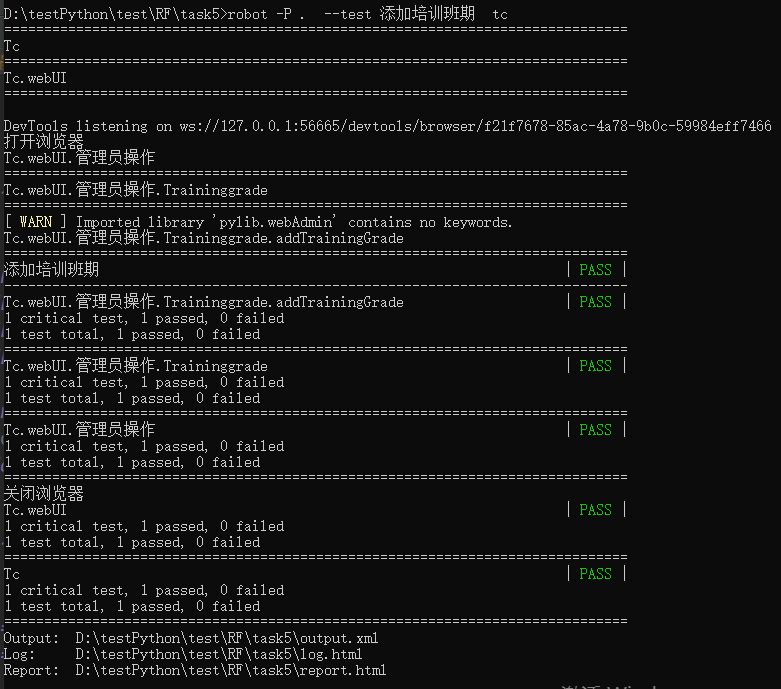 D:\testPython\test\RF\task5>robot -P .  --test 添加培训班期  tc
==============================================================================
Tc
==============================================================================
Tc.webUI
==============================================================================
DevTools listening on ws://127.0.0.1:56665/devtools/browser/f21f7678-85ac-4a78-9b0c-59984eff7466
打开浏览器
Tc.webUI.管理员操作
==============================================================================
Tc.webUI.管理员操作.Traininggrade
==============================================================================
[ WARN ] Imported library 'pylib.webAdmin' contains no keywords.
Tc.webUI.管理员操作.Traininggrade.addTrainingGrade
==============================================================================
添加培训班期 | PASS |
------------------------------------------------------------------------------
Tc.webUI.管理员操作.Traininggrade.addTrainingGrade | PASS |
1 critical test, 1 passed, 0 failed
1 test total, 1 passed, 0 failed
==============================================================================
Tc.webUI.管理员操作.Traininggrade | PASS |
1 critical test, 1 passed, 0 failed
1 test total, 1 passed, 0 failed
==============================================================================
Tc.webUI.管理员操作 | PASS |
1 critical test, 1 passed, 0 failed
1 test total, 1 passed, 0 failed
==============================================================================
关闭浏览器
Tc.webUI | PASS |
1 critical test, 1 passed, 0 failed
1 test total, 1 passed, 0 failed
==============================================================================
Tc | PASS |
1 critical test, 1 passed, 0 failed
1 test total, 1 passed, 0 failed
==============================================================================
Output:  D:\testPython\test\RF\task5\output.xml
Log:     D:\testPython\test\RF\task5\log.html
Report:  D:\testPython\test\RF\task5\report.html